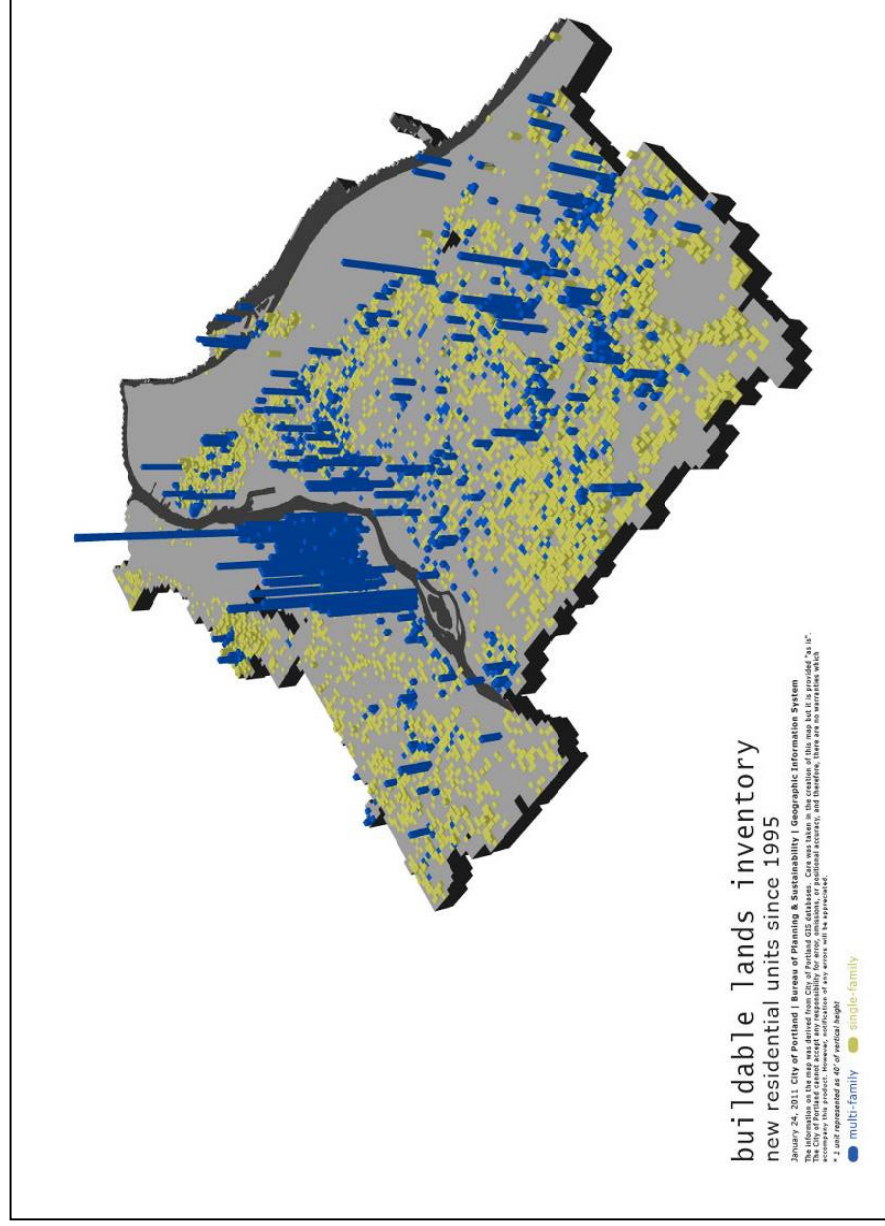 buildable lands inventory
new residential units since 1995
January 24, 2011 City of Portland | Bureau of Planning & Sustainability | Geographic Information System
The information on the map was derived from City of Portland GIS databases. Care was taken in the creation of this map but it is provided "as is".
The City of Portland cannot accept any responsibility for error, omissions, or positional accuracy, and therefore, there are no warranties which
accompany this product. However, notification of any errors will be appreciated.
* 1 unit represented as 40' of vertical height
multi-family single-family